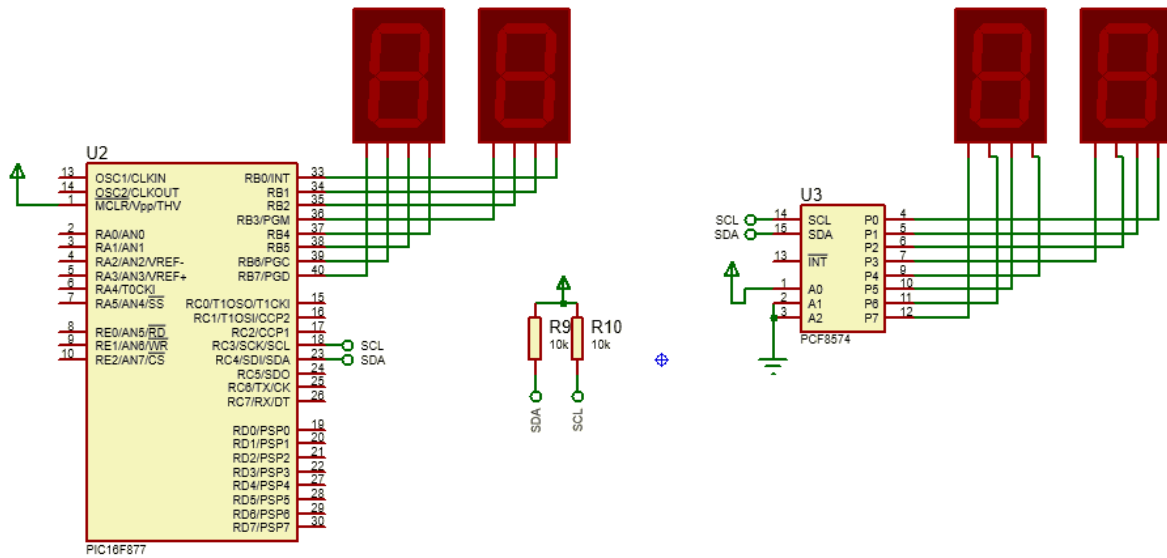 U2
13 OSC1/CLKIN RB0/INT 33
14 OSC2/CLKOUT RB1 34
1 MCLR/Vpp/THV RB2 35
RB3/PGM 36
2 RA0/AN0 RB4 37
3 RA1/AN1 RB5 38
4 RA2/AN2/VREF- RB6/PGC 39
5 RA3/AN3/VREF+ RB7/PGD 40
6 RA4/T0CKI
7 RA5/AN4/SS RC0/T1OSO/T1CKI 15
RC1/T1OSI/CCP2 16
8 RE0/AN5/RD RC2/CCP1 17
9 RE1/AN6/WR RC3/SCK/SCL 18 SCL
10 RE2/AN7/CS RC4/SDI/SDA 23 SDA
RC5/SDO 24
RC6/TX/CK 25
RC7/RX/DT 26
RD0/PSP0 19
RD1/PSP1 20
RD2/PSP2 21
RD3/PSP3 22
RD4/PSP4 27
RD5/PSP5 28
RD6/PSP6 29
RD7/PSP7 30
PIC16F877
R9 R10
10k 10k
SDA SCL
U3
SCL 14 SCL P0 4
SDA 15 SDA P1 5
P2 6
13 INT P3 7
P4 9
1 A0 P5 10
2 A1 P6 11
3 A2 P7 12
PCF8574